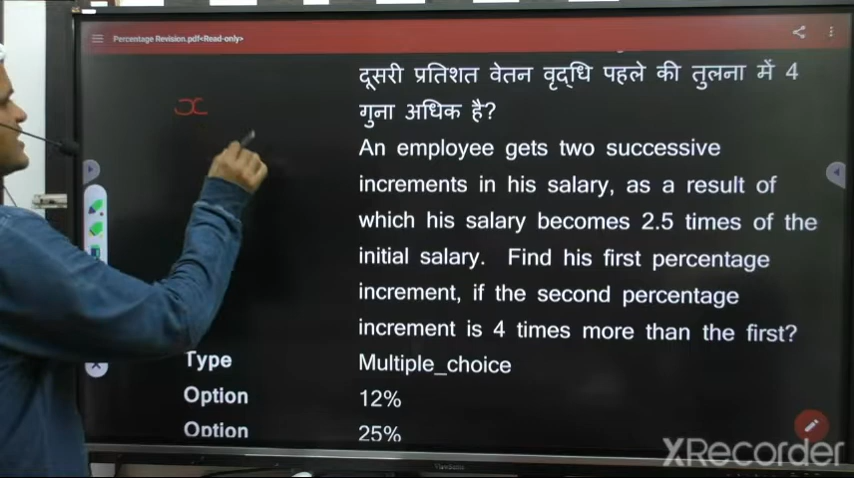 Percentage Revision.pdf<Read-only>
दूसरी प्रतिशत वेतन वृद्धि पहले की तुलना में 4
x
गुना अधिक है?
An employee gets two successive
increments in his salary, as a result of
which his salary becomes 2.5 times of the
initial salary. Find his first percentage
increment, if the second percentage
increment is 4 times more than the first?
Type Multiple_choice
Option 12%
Option 25%
XRecorder
ViewSonic